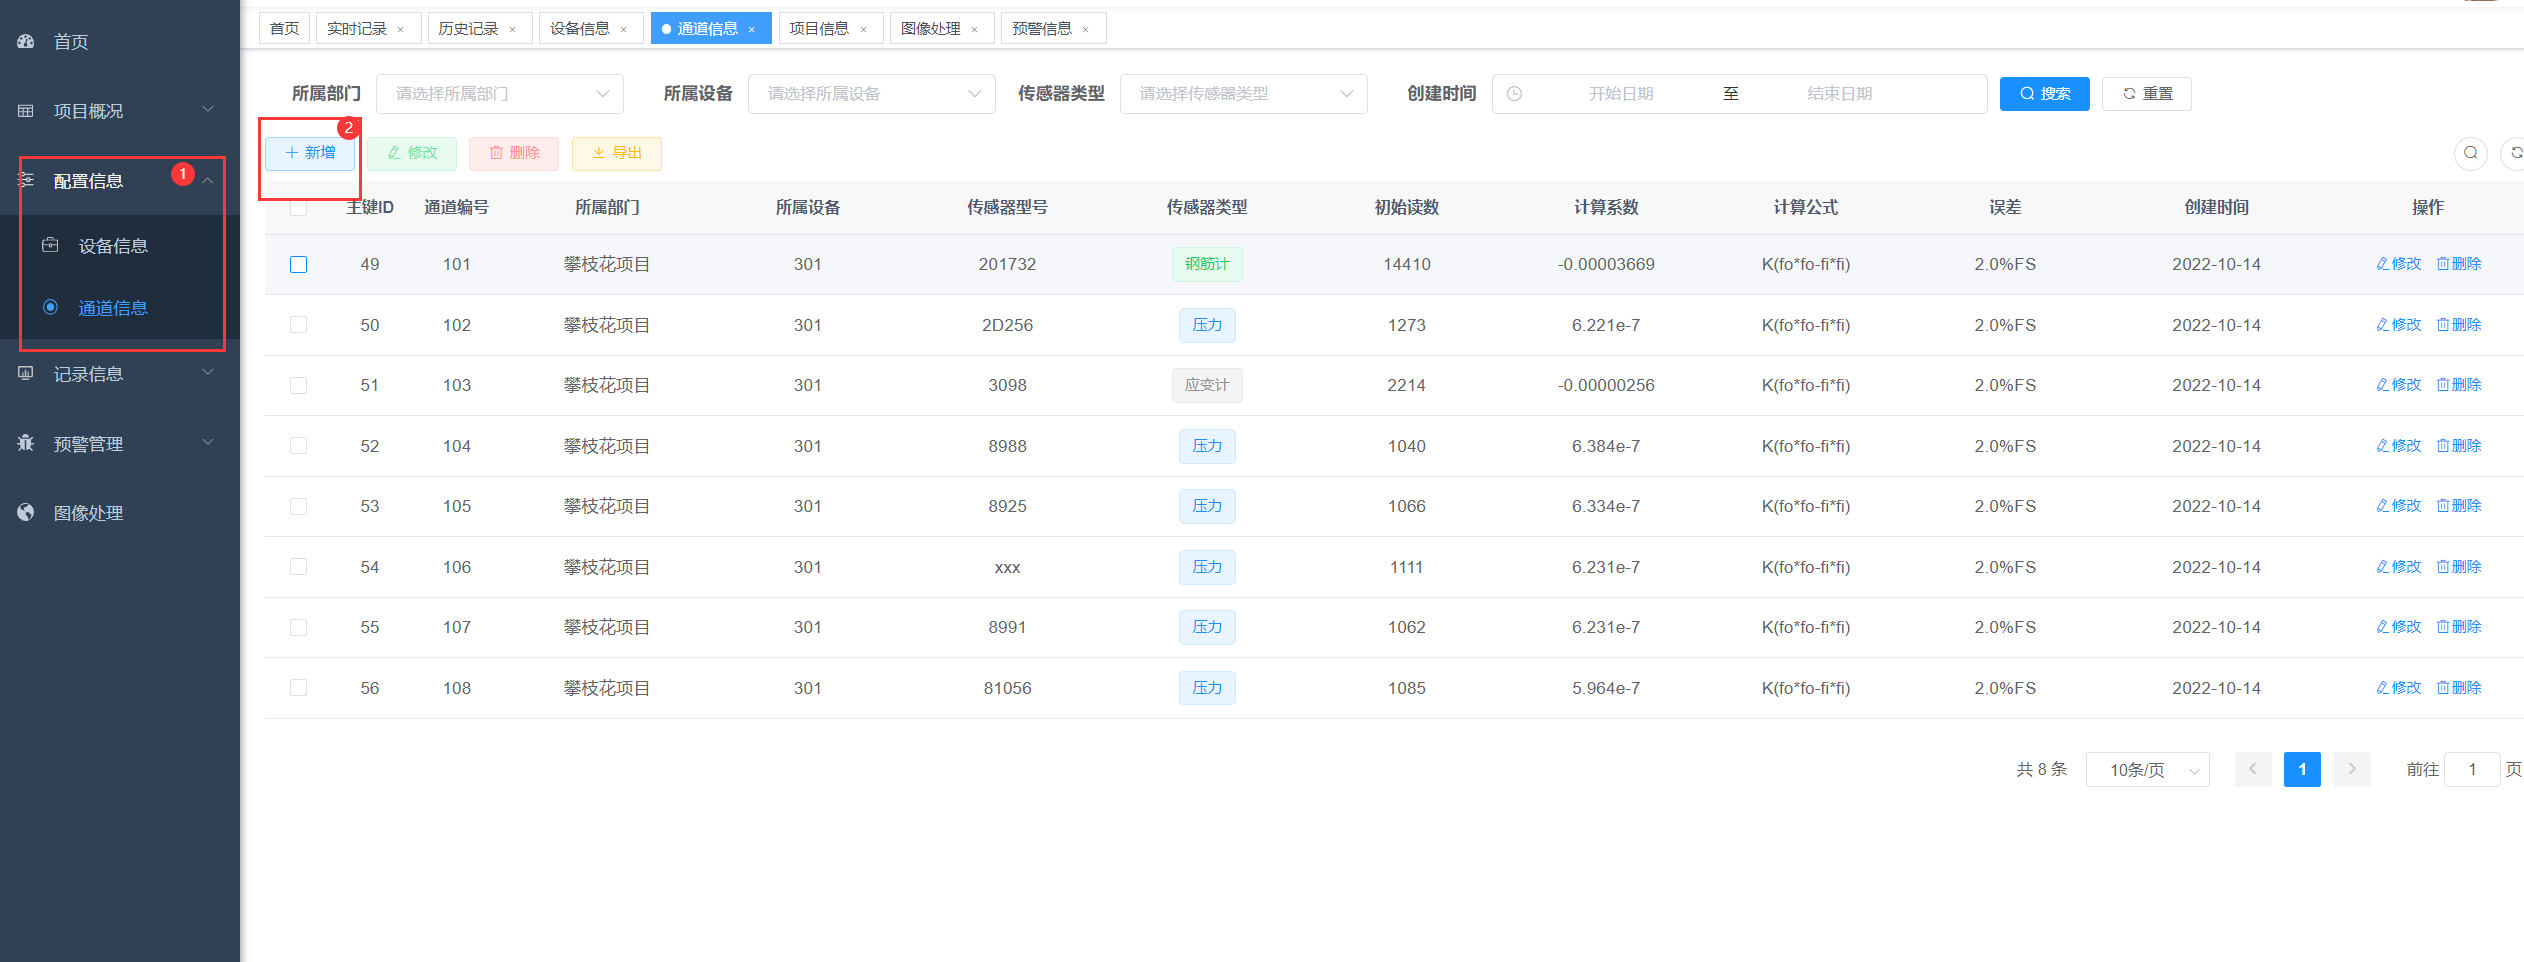 首页
项目概况
配置信息 1
设备信息
通道信息
记录信息
预警管理
图像处理
首页 实时记录 × 历史记录 × 设备信息 × 通道信息 × 项目信息 × 图像处理 × 预警信息 ×
所属部门 请选择所属部门 所属设备 请选择所属设备 传感器类型 请选择传感器类型 创建时间 开始日期 至 结束日期 搜索 重置
2
+ 新增 修改 删除 导出
主键ID 通道编号 所属部门 所属设备 传感器型号 传感器类型 初始读数 计算系数 计算公式 误差 创建时间 操作
49 101 攀枝花项目 301 201732 钢筋计 14410 -0.00003669 K(fo*fo-fi*fi) 2.0%FS 2022-10-14 修改 删除
50 102 攀枝花项目 301 2D256 压力 1273 6.221e-7 K(fo*fo-fi*fi) 2.0%FS 2022-10-14 修改 删除
51 103 攀枝花项目 301 3098 应变计 2214 -0.00000256 K(fo*fo-fi*fi) 2.0%FS 2022-10-14 修改 删除
52 104 攀枝花项目 301 8988 压力 1040 6.384e-7 K(fo*fo-fi*fi) 2.0%FS 2022-10-14 修改 删除
53 105 攀枝花项目 301 8925 压力 1066 6.334e-7 K(fo*fo-fi*fi) 2.0%FS 2022-10-14 修改 删除
54 106 攀枝花项目 301 xxx 压力 1111 6.231e-7 K(fo*fo-fi*fi) 2.0%FS 2022-10-14 修改 删除
55 107 攀枝花项目 301 8991 压力 1062 6.231e-7 K(fo*fo-fi*fi) 2.0%FS 2022-10-14 修改 删除
56 108 攀枝花项目 301 81056 压力 1085 5.964e-7 K(fo*fo-fi*fi) 2.0%FS 2022-10-14 修改 删除
共 8 条 10条/页 < 1 > 前往 1 页